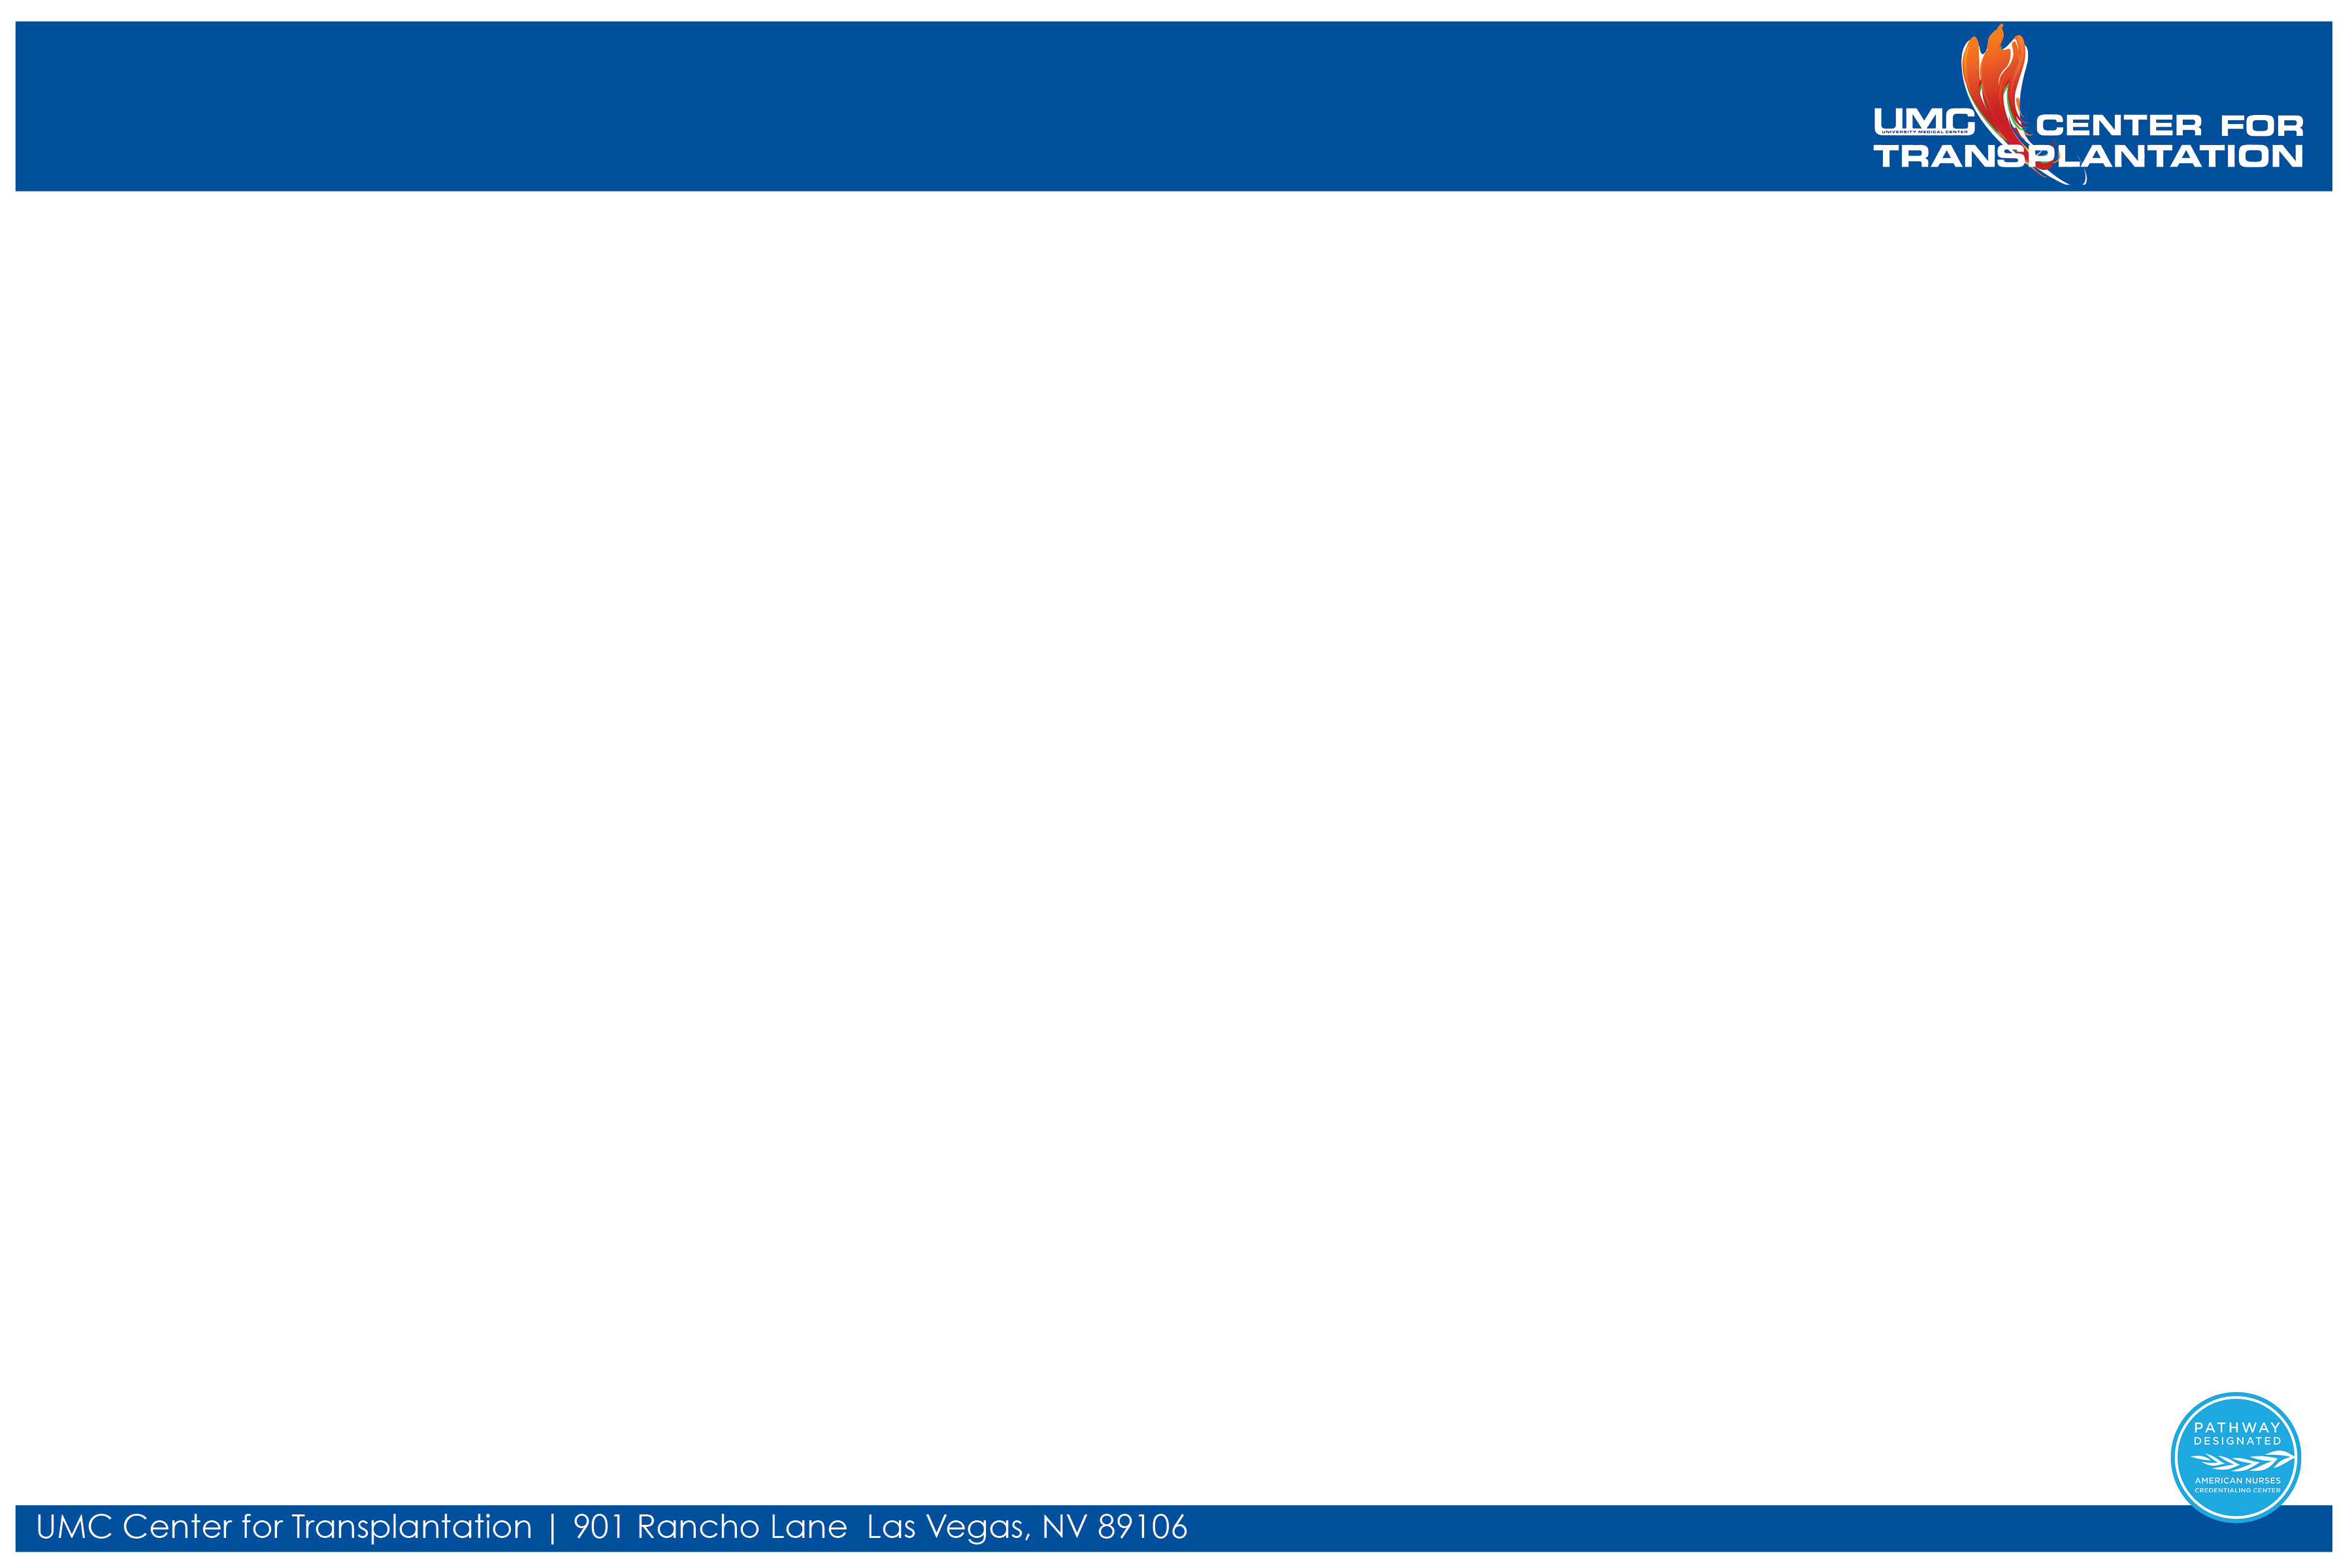 UMC CENTER FOR
UNIVERSITY MEDICAL CENTER
TRANSPLANTATION
PATHWAY
DESIGNATED
AMERICAN NURSES
CREDENTIALING CENTER
UMC Center for Transplantation | 901 Rancho Lane Las Vegas, NV 89106